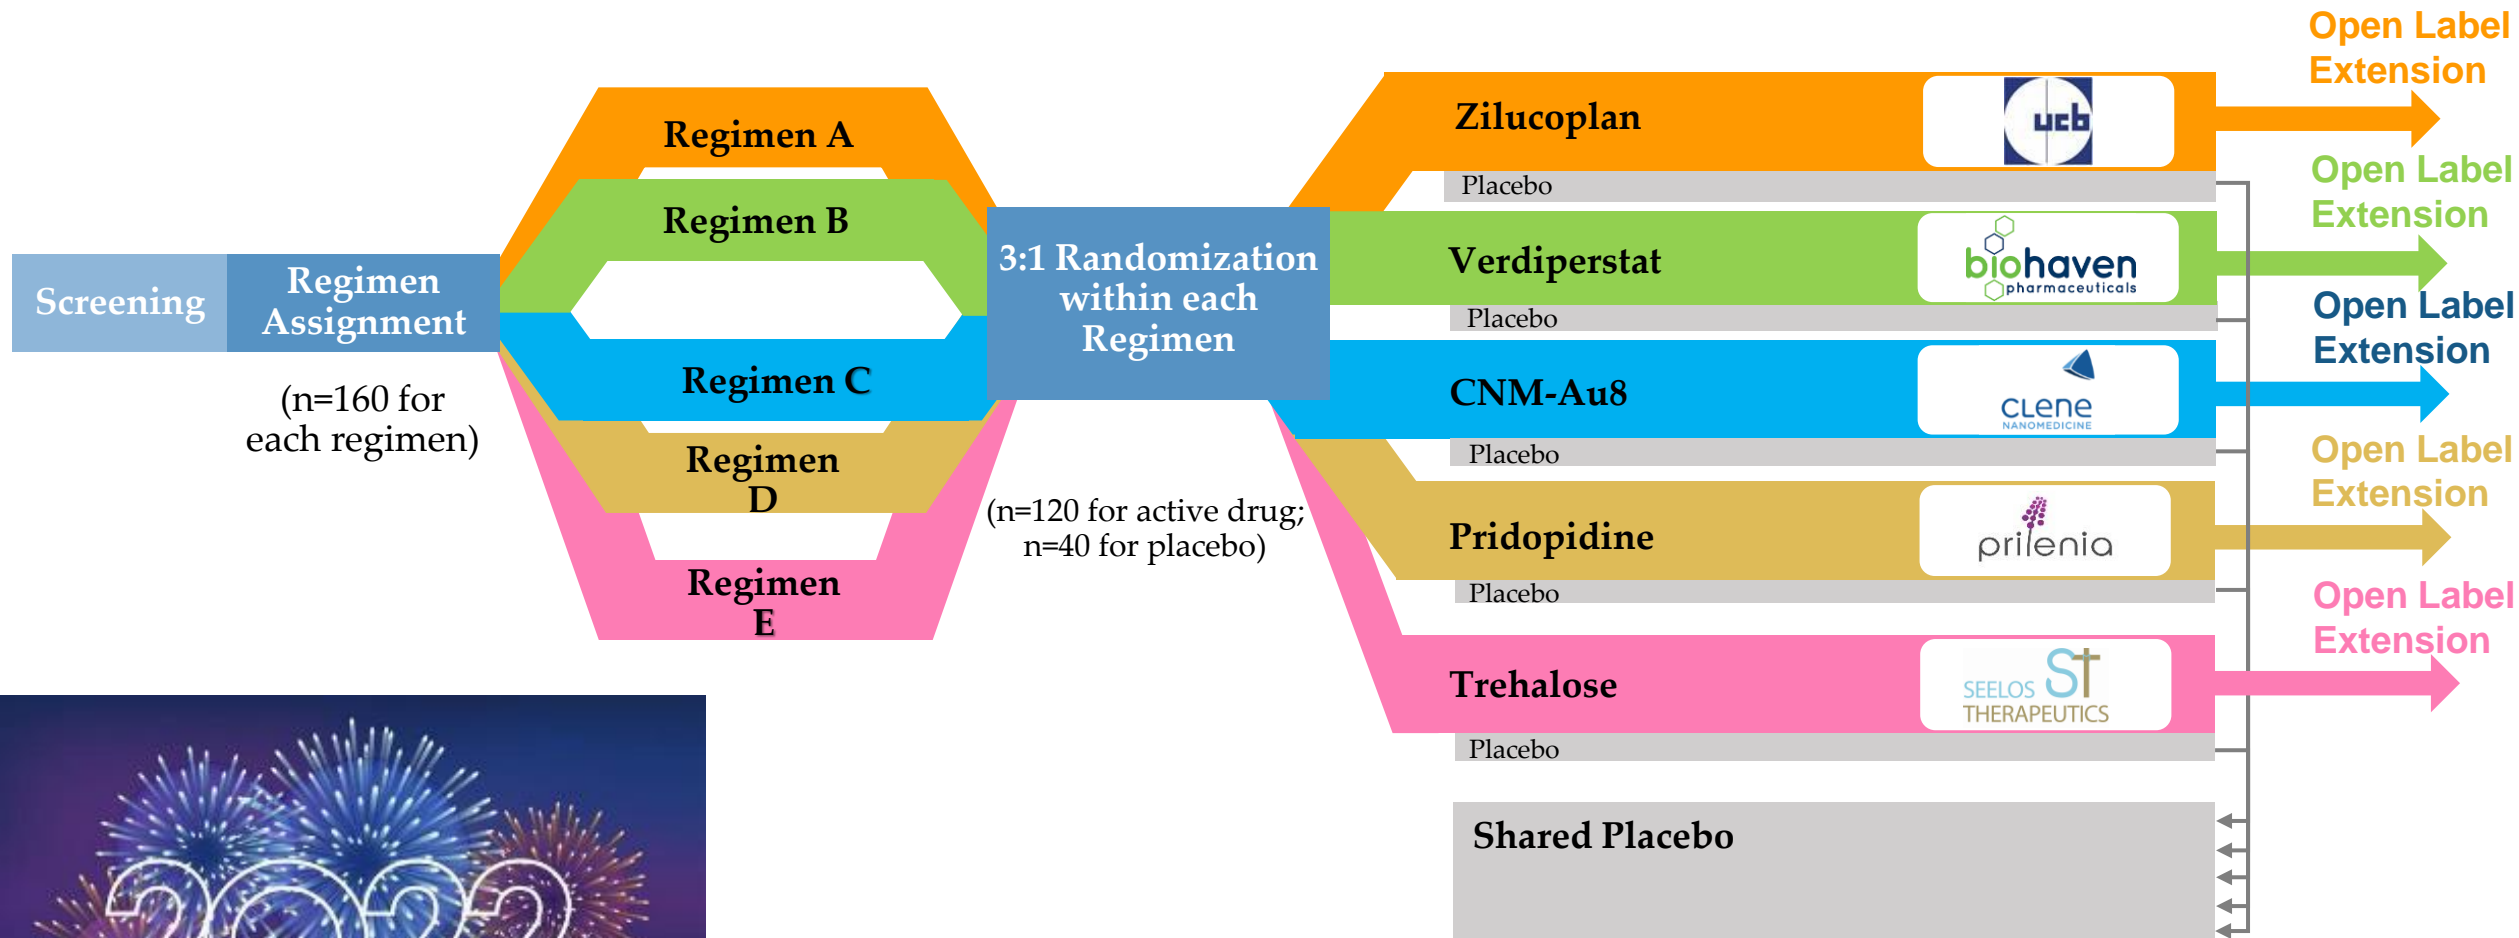 Screening
Regimen
Assignment
(n=160 for
each regimen)
Regimen A
Regimen B
Regimen C
Regimen
D
Regimen
E
3:1 Randomization
within each
Regimen
(n=120 for active drug;
n=40 for placebo)
Zilucoplan
ucb
Placebo
Open Label
Extension
Verdiperstat
biohaven
pharmaceuticals
Placebo
Open Label
Extension
CNM-Au8
CLENE
NANOMEDICINE
Placebo
Open Label
Extension
Pridopidine
prilenia
Placebo
Open Label
Extension
Trehalose
SEELOS ST
THERAPEUTICS
Placebo
Open Label
Extension
Shared Placebo
2022